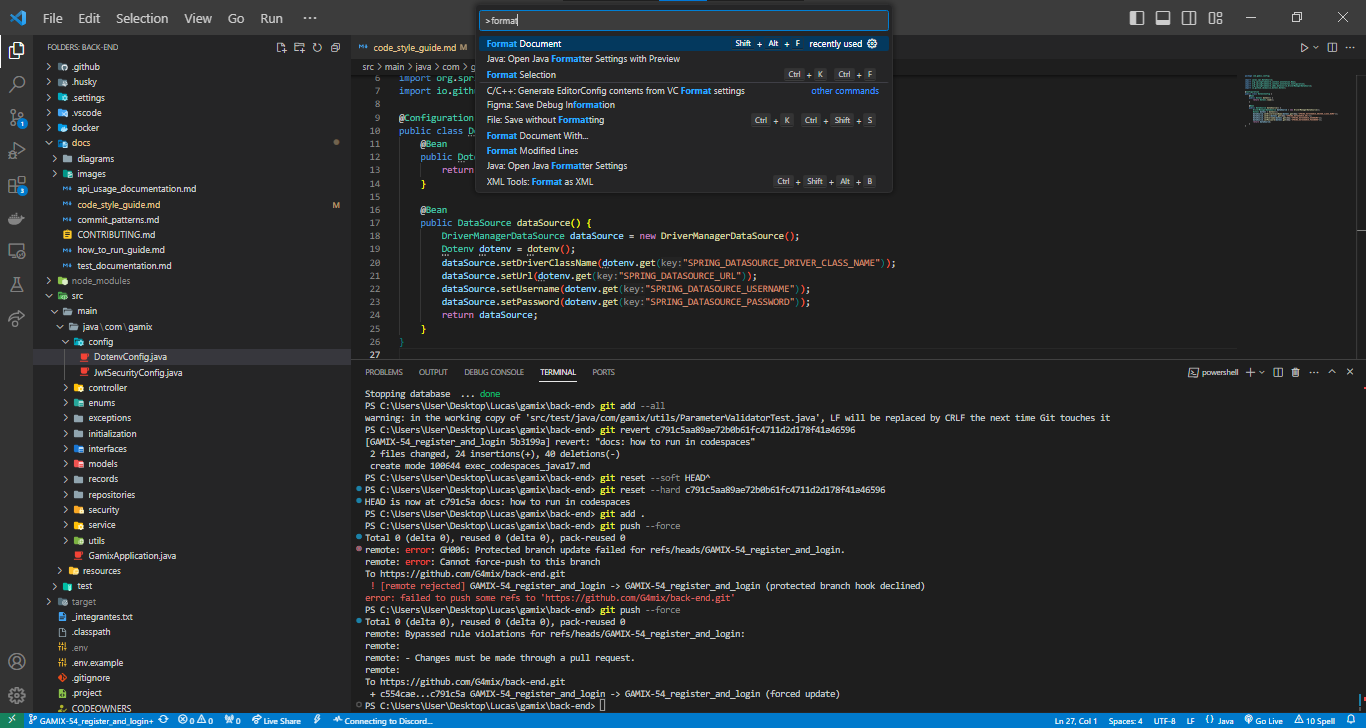 File Edit Selection View Go Run ···
>format
Format Document Shift + Alt + F recently used
Java: Open Java Formatter Settings with Preview
Format Selection Ctrl + K Ctrl + F
C/C++: Generate EditorConfig contents from VC Format settings other commands
Figma: Save Debug Information
File: Save without Formatting Ctrl + K Ctrl + Shift + S
Format Document With...
Format Modified Lines
Java: Open Java Formatter Settings
XML Tools: Format as XML Ctrl + Shift + Alt + B
FOLDERS: BACK-END
.github
.husky
.settings
.vscode
docker
docs
diagrams
images
api_usage_documentation.md
code_style_guide.md M
commit_patterns.md
CONTRIBUTING.md
how_to_run_guide.md
test_documentation.md
node_modules
src
main
java\com\gamix
config
DotenvConfig.java
JwtSecurityConfig.java
controller
enums
exceptions
initialization
interfaces
models
records
repositories
security
service
utils
GamixApplication.java
resources
test
target
_integrantes.txt
.classpath
.env
.env.example
.gitignore
.project
CODEOWNERS
code_style_guide.md M
src > main > java > com > g
6 import org.spr
7 import io.gith
8
9 @Configuration
10 public class D
11 @Bean
12 public Dot
13 return
14 }
15
16 @Bean
17 public DataSource dataSource() {
18 DriverManagerDataSource dataSource = new DriverManagerDataSource();
19 Dotenv dotenv = dotenv();
20 dataSource.setDriverClassName(dotenv.get(key:"SPRING_DATASOURCE_DRIVER_CLASS_NAME"));
21 dataSource.setUrl(dotenv.get(key:"SPRING_DATASOURCE_URL"));
22 dataSource.setUsername(dotenv.get(key:"SPRING_DATASOURCE_USERNAME"));
23 dataSource.setPassword(dotenv.get(key:"SPRING_DATASOURCE_PASSWORD"));
24 return dataSource;
25 }
26 }
27
PROBLEMS OUTPUT DEBUG CONSOLE TERMINAL PORTS powershell
Stopping database ... done
PS C:\Users\User\Desktop\Lucas\gamix\back-end> git add --all
warning: in the working copy of 'src/test/java/com/gamix/utils/ParameterValidatorTest.java', LF will be replaced by CRLF the next time Git touches it
PS C:\Users\User\Desktop\Lucas\gamix\back-end> git revert c791c5aa89ae72b0b61fc4711d2d178f41a46596
[GAMIX-54_register_and_login 5b3199a] revert: "docs: how to run in codespaces"
2 files changed, 24 insertions(+), 40 deletions(-)
create mode 100644 exec_codespaces_java17.md
PS C:\Users\User\Desktop\Lucas\gamix\back-end> git reset --soft HEAD^
PS C:\Users\User\Desktop\Lucas\gamix\back-end> git reset --hard c791c5aa89ae72b0b61fc4711d2d178f41a46596
HEAD is now at c791c5a docs: how to run in codespaces
PS C:\Users\User\Desktop\Lucas\gamix\back-end> git add .
PS C:\Users\User\Desktop\Lucas\gamix\back-end> git push --force
Total 0 (delta 0), reused 0 (delta 0), pack-reused 0
remote: error: GH006: Protected branch update failed for refs/heads/GAMIX-54_register_and_login.
remote: error: Cannot force-push to this branch
To https://github.com/G4mix/back-end.git
! [remote rejected] GAMIX-54_register_and_login -> GAMIX-54_register_and_login (protected branch hook declined)
error: failed to push some refs to 'https://github.com/G4mix/back-end.git'
PS C:\Users\User\Desktop\Lucas\gamix\back-end> git push --force
Total 0 (delta 0), reused 0 (delta 0), pack-reused 0
remote: Bypassed rule violations for refs/heads/GAMIX-54_register_and_login:
remote:
remote: - Changes must be made through a pull request.
remote:
To https://github.com/G4mix/back-end.git
+ c554cae...c791c5a GAMIX-54_register_and_login -> GAMIX-54_register_and_login (forced update)
PS C:\Users\User\Desktop\Lucas\gamix\back-end>
GAMIX-54_register_and_login+ 0 0 0 Live Share Connecting to Discord... Ln 27, Col 1 Spaces: 4 UTF-8 LF {} Java Go Live 10 Spell